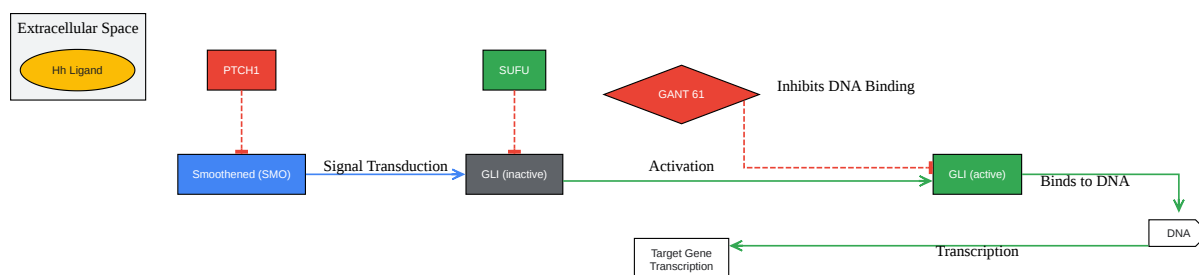 Extracellular Space
Hh Ligand
PTCH1
SUFU
GANT 61
Inhibits DNA Binding
Smoothened (SMO)
Signal Transduction
GLI (inactive)
Activation
GLI (active)
Binds to DNA
DNA
Transcription
Target Gene
Transcription